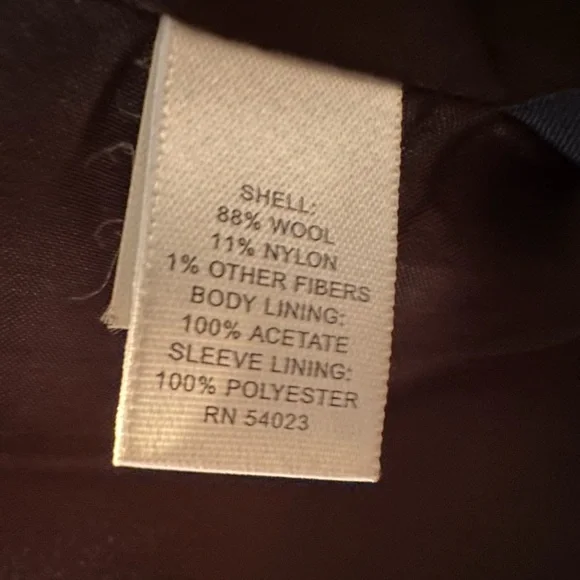 SHELL:
88% WOOL
11% NYLON
1% OTHER FIBERS
BODY LINING:
100% ACETATE
SLEEVE LINING:
100% POLYESTER
RN 54023